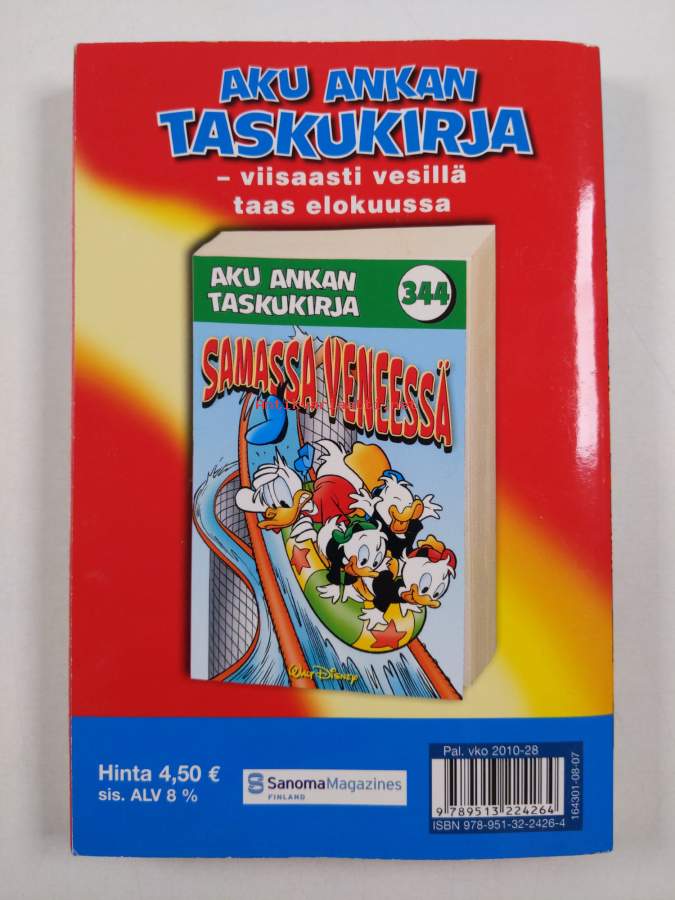 AKU ANKAN
TASKUKIRJA
– viisaasti vesillä
taas elokuussa
AKU ANKAN
TASKUKIRJA
344
SAMASSA VENEESSÄ
WALT DISNEY
Hinta 4,50 €
sis. ALV 8 %
SanomaMagazines
FINLAND
Pal. vko 2010-28
9 789513 224264
ISBN 978-951-32-2426-4
164301-08-07